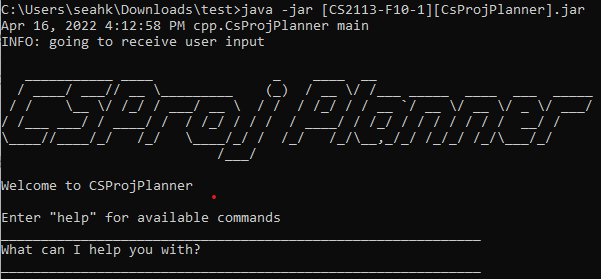 C:\Users\seahk\Downloads\test>java -jar [CS2113-F10-1][CsProjPlanner].jar
Apr 16, 2022 4:12:58 PM cpp.CsProjPlanner main
INFO: going to receive user input
CSProjPlanner
Welcome to CSProjPlanner
Enter "help" for available commands
What can I help you with?